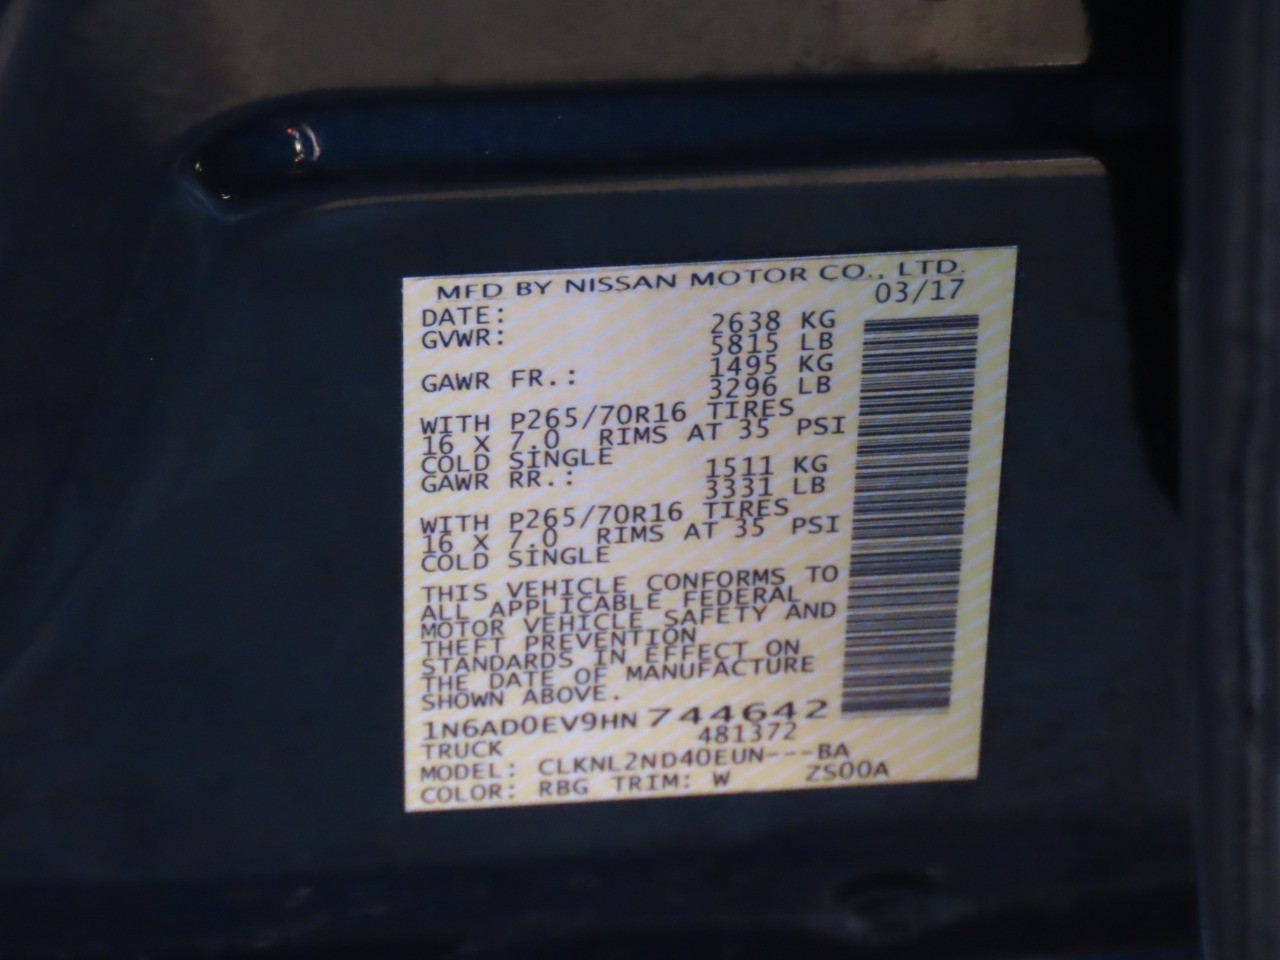 MFD BY NISSAN MOTOR CO., LTD.
DATE: 03/17
GVWR: 2638 KG
5815 LB
GAWR FR.: 1495 KG
3296 LB
WITH P265/70R16 TIRES
16 X 7.0 RIMS AT 35 PSI
COLD SINGLE
GAWR RR.: 1511 KG
3331 LB
WITH P265/70R16 TIRES
16 X 7.0 RIMS AT 35 PSI
COLD SINGLE
THIS VEHICLE CONFORMS TO
ALL APPLICABLE FEDERAL
MOTOR VEHICLE SAFETY AND
THEFT PREVENTION
STANDARDS IN EFFECT ON
THE DATE OF MANUFACTURE
SHOWN ABOVE.
1N6AD0EV9HN744642
TRUCK 481372
MODEL: CLKNL2ND40EUN---BA
COLOR: RBG TRIM: W ZS00A